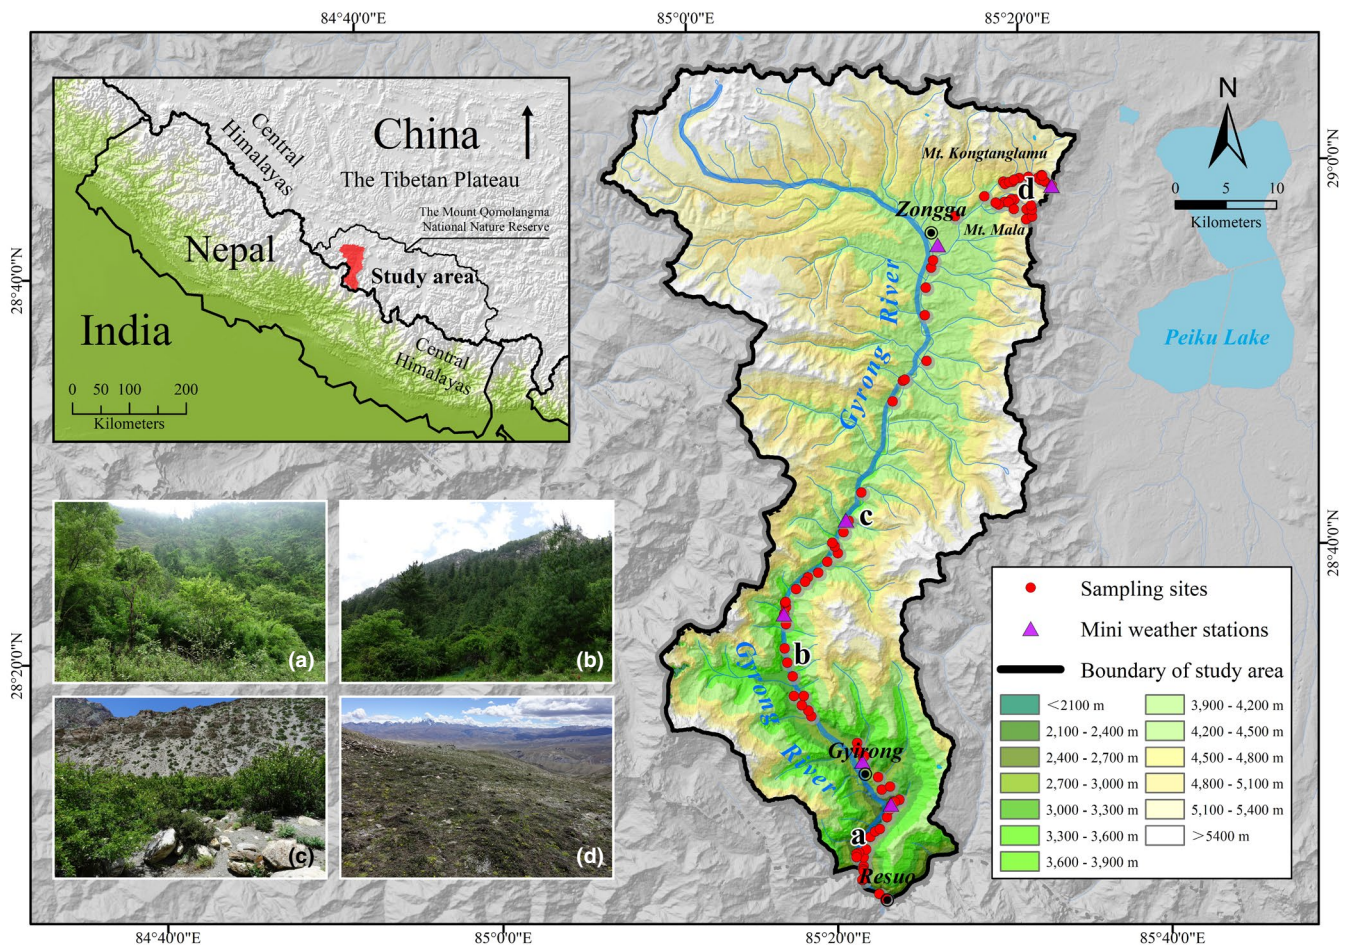 84°40'0"E
85°0'0"E
85°20'0"E
29°0'0"N
28°40'0"N
28°40'0"N
28°20'0"N
84°40'0"E
85°0'0"E
85°20'0"E
85°40'0"E
Central
Himalayas
China
The Tibetan Plateau
The Mount Qomolangma
National Nature Reserve
Nepal
Study area
India
Central
Himalayas
0 50 100 200
Kilometers
N
0 5 10
Kilometers
Mt. Kongtanglamu
d
Zongga
Mt. Mala
Gyrong River
Peiku Lake
c
b
Gyrong River
Gyirong
a
Resuo
(a)
(b)
(c)
(d)
Sampling sites
Mini weather stations
Boundary of study area
<2100 m
2,100 - 2,400 m
2,400 - 2,700 m
2,700 - 3,000 m
3,000 - 3,300 m
3,300 - 3,600 m
3,600 - 3,900 m
3,900 - 4,200 m
4,200 - 4,500 m
4,500 - 4,800 m
4,800 - 5,100 m
5,100 - 5,400 m
>5400 m